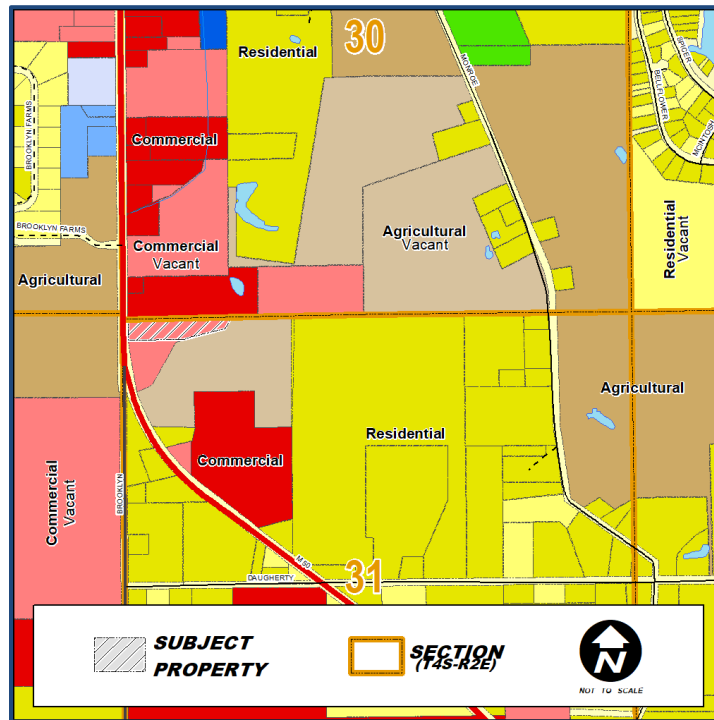 30
Residential
MONROE
SPICER
BELLFLOWER
MCINTOSH
BROOKLYN FARMS
Commercial
BROOKLYN FARMS
Commercial
Vacant
Agricultural
Vacant
Residential
Vacant
Agricultural
Agricultural
Residential
Commercial
Commercial
Vacant
BROOKLYN
M 50
31
DAUGHERTY
SUBJECT
PROPERTY
SECTION
(T4S-R2E)
N
NOT TO SCALE